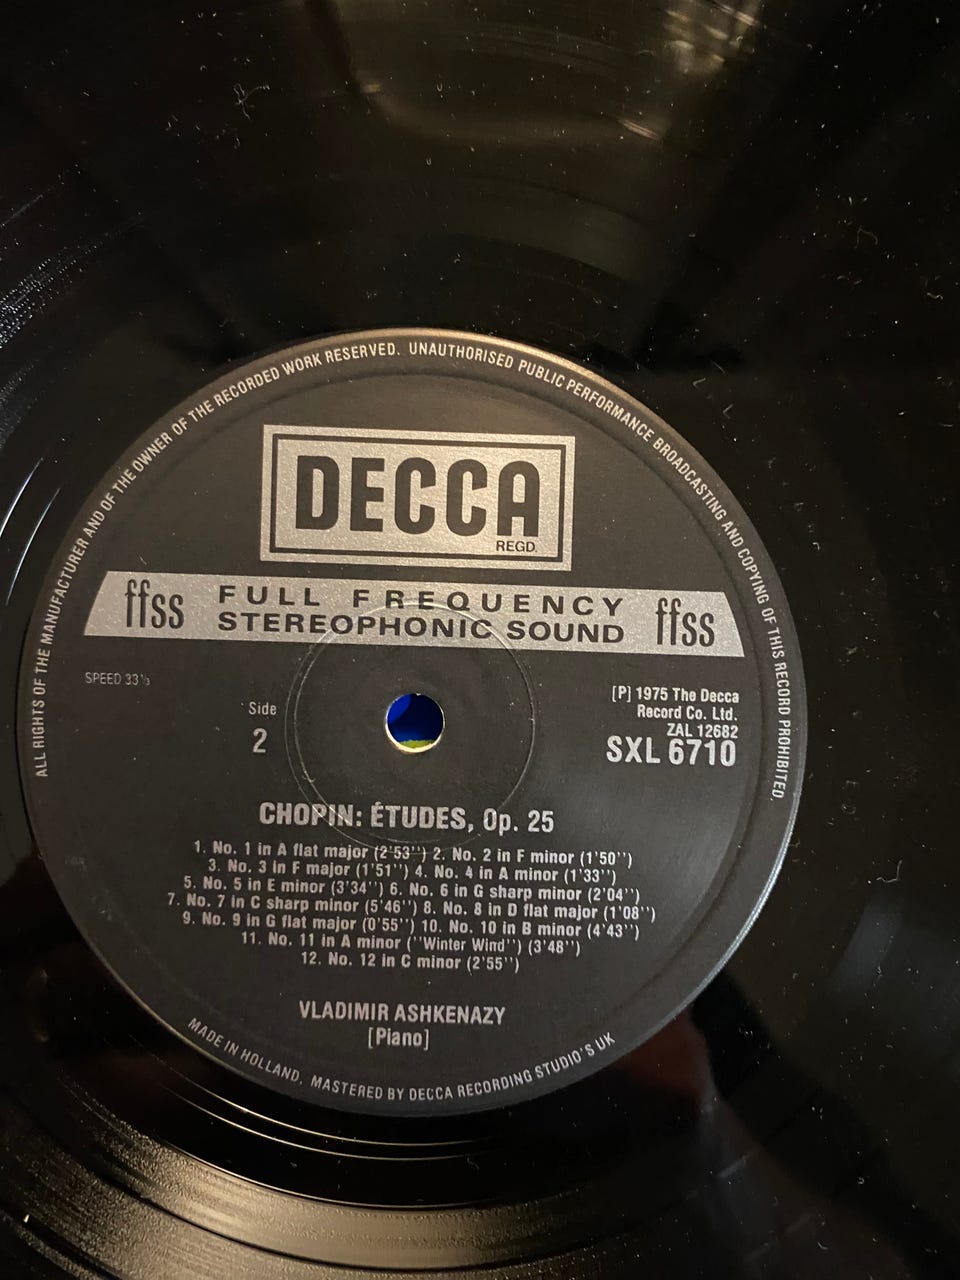 ALL RIGHTS OF THE MANUFACTURER AND OF THE OWNER OF THE RECORDED WORK RESERVED. UNAUTHORISED PUBLIC PERFORMANCE BROADCASTING AND COPYING OF THIS RECORD PROHIBITED.
DECCA
REGD.
ffss FULL FREQUENCY ffss
STEREOPHONIC SOUND
SPEED 33⅓
[P] 1975 The Decca
Record Co. Ltd.
ZAL 12682
SXL 6710
Side
2
CHOPIN: ÉTUDES, Op. 25
1. No. 1 in A flat major (2'53'') 2. No. 2 in F minor (1'50'')
3. No. 3 in F major (1'51'') 4. No. 4 in A minor (1'33'')
5. No. 5 in E minor (3'34'') 6. No. 6 in G sharp minor (2'04'')
7. No. 7 in C sharp minor (5'46'') 8. No. 8 in D flat major (1'08'')
9. No. 9 in G flat major (0'55'') 10. No. 10 in B minor (4'43'')
11. No. 11 in A minor (''Winter Wind'') (3'48'')
12. No. 12 in C minor (2'55'')
VLADIMIR ASHKENAZY
[Piano]
MADE IN HOLLAND. MASTERED BY DECCA RECORDING STUDIO'S UK